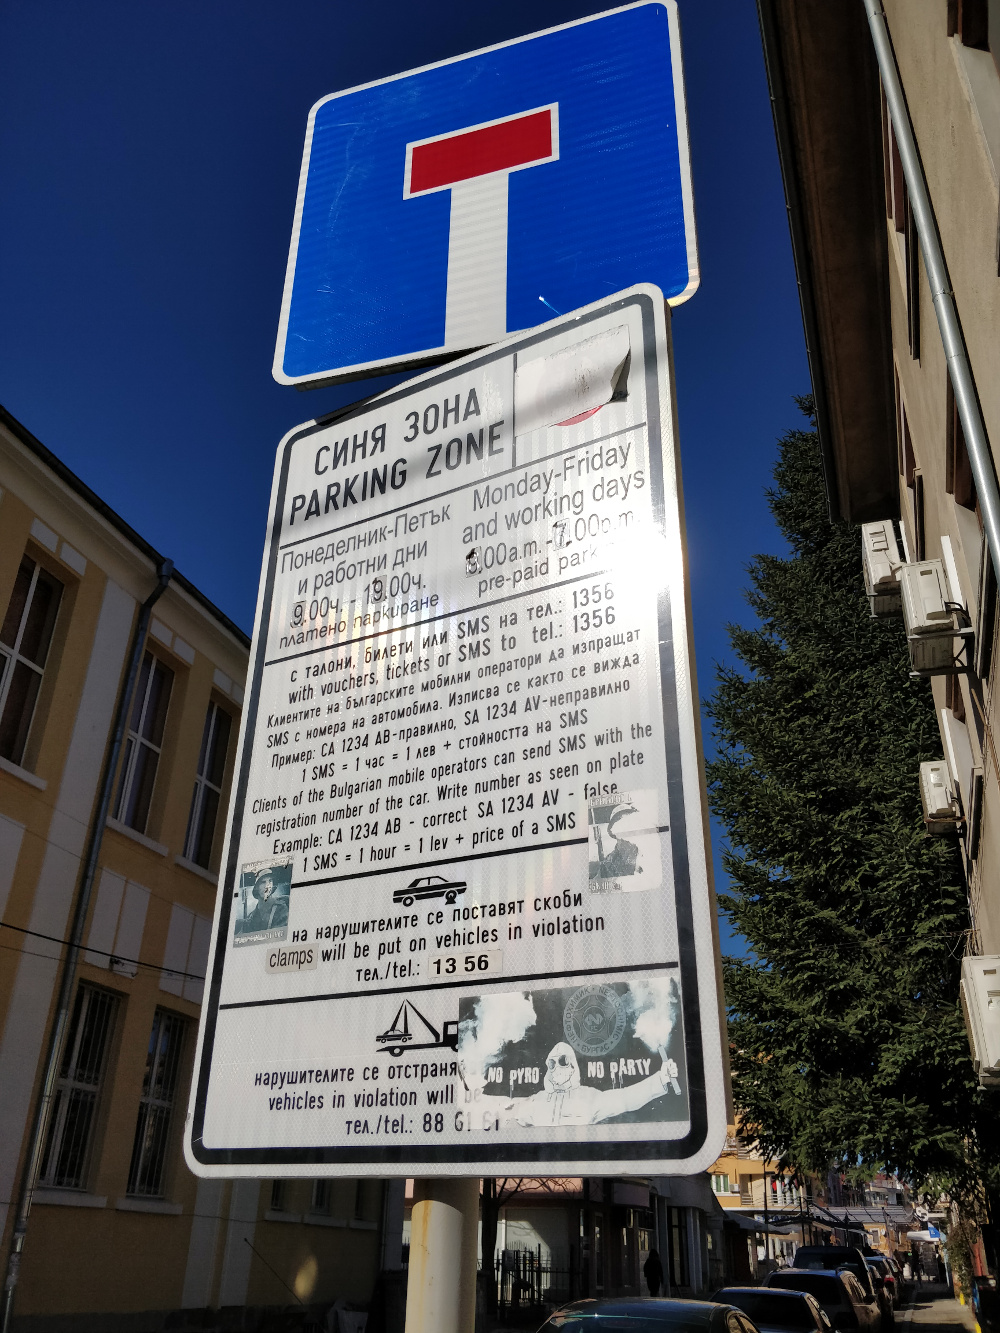 СИНЯ ЗОНА
PARKING ZONE
Понеделник-Петък
и работни дни
9.00ч. - 19.00ч.
платено паркиране
Monday-Friday
and working days
.00a.m.-7.00p.m.
pre-paid
с талони, билети или SMS на тел.: 1356
with vouchers, tickets or SMS to tel.: 1356
Клиентите на българските мобилни оператори да изпращат
SMS с номера на автомобила. Изписва се както се вижда
Пример: СА 1234 АВ-правилно, SA 1234 AV-неправилно
1 SMS = 1 час = 1 лев + стойността на SMS
Clients of the Bulgarian mobile operators can send SMS with the
registration number of the car. Write number as seen on plate
Example: CA 1234 AB - correct SA 1234 AV - false
1 SMS = 1 hour = 1 lev + price of a SMS
на нарушителите се поставят скоби
clamps will be put on vehicles in violation
тел./tel.: 13 56
нарушителите се отстраня
vehicles in violation will be
тел./tel.: 88 61 61
NO PYRO NO PARTY